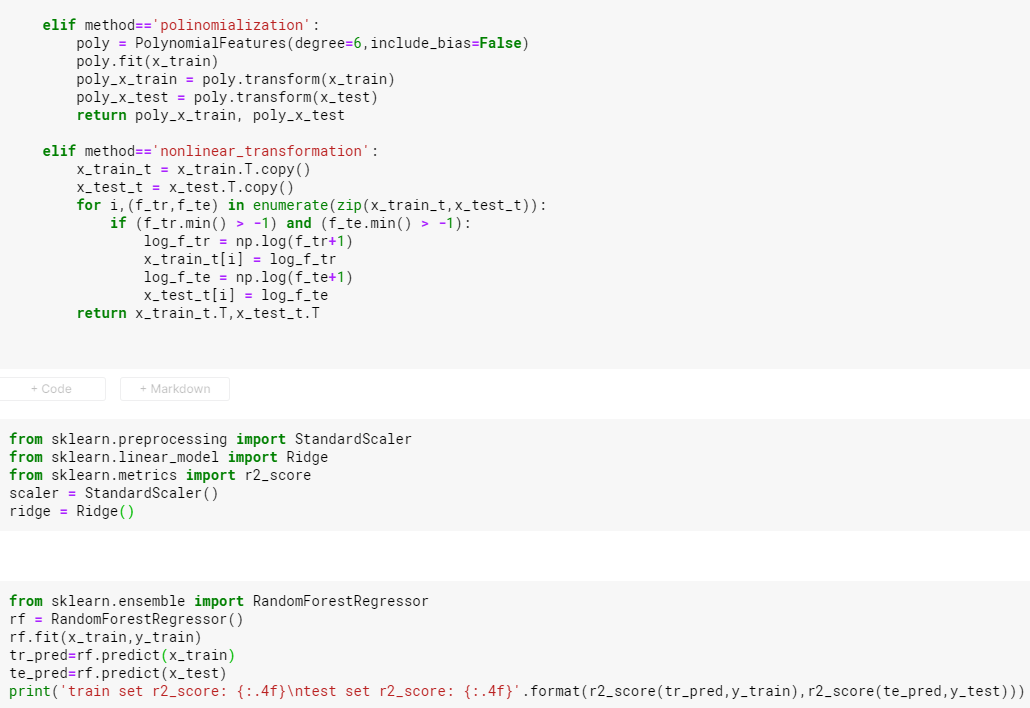 elif method=='polinomialization':
poly = PolynomialFeatures(degree=6,include_bias=False)
poly.fit(x_train)
poly_x_train = poly.transform(x_train)
poly_x_test = poly.transform(x_test)
return poly_x_train, poly_x_test
elif method=='nonlinear_transformation':
x_train_t = x_train.T.copy()
x_test_t = x_test.T.copy()
for i,(f_tr,f_te) in enumerate(zip(x_train_t,x_test_t)):
if (f_tr.min() > -1) and (f_te.min() > -1):
log_f_tr = np.log(f_tr+1)
x_train_t[i] = log_f_tr
log_f_te = np.log(f_te+1)
x_test_t[i] = log_f_te
return x_train_t.T,x_test_t.T
+ Code + Markdown
from sklearn.preprocessing import StandardScaler
from sklearn.linear_model import Ridge
from sklearn.metrics import r2_score
scaler = StandardScaler()
ridge = Ridge()
from sklearn.ensemble import RandomForestRegressor
rf = RandomForestRegressor()
rf.fit(x_train,y_train)
tr_pred=rf.predict(x_train)
te_pred=rf.predict(x_test)
print('train set r2_score: {:.4f}\ntest set r2_score: {:.4f}'.format(r2_score(tr_pred,y_train),r2_score(te_pred,y_test)))